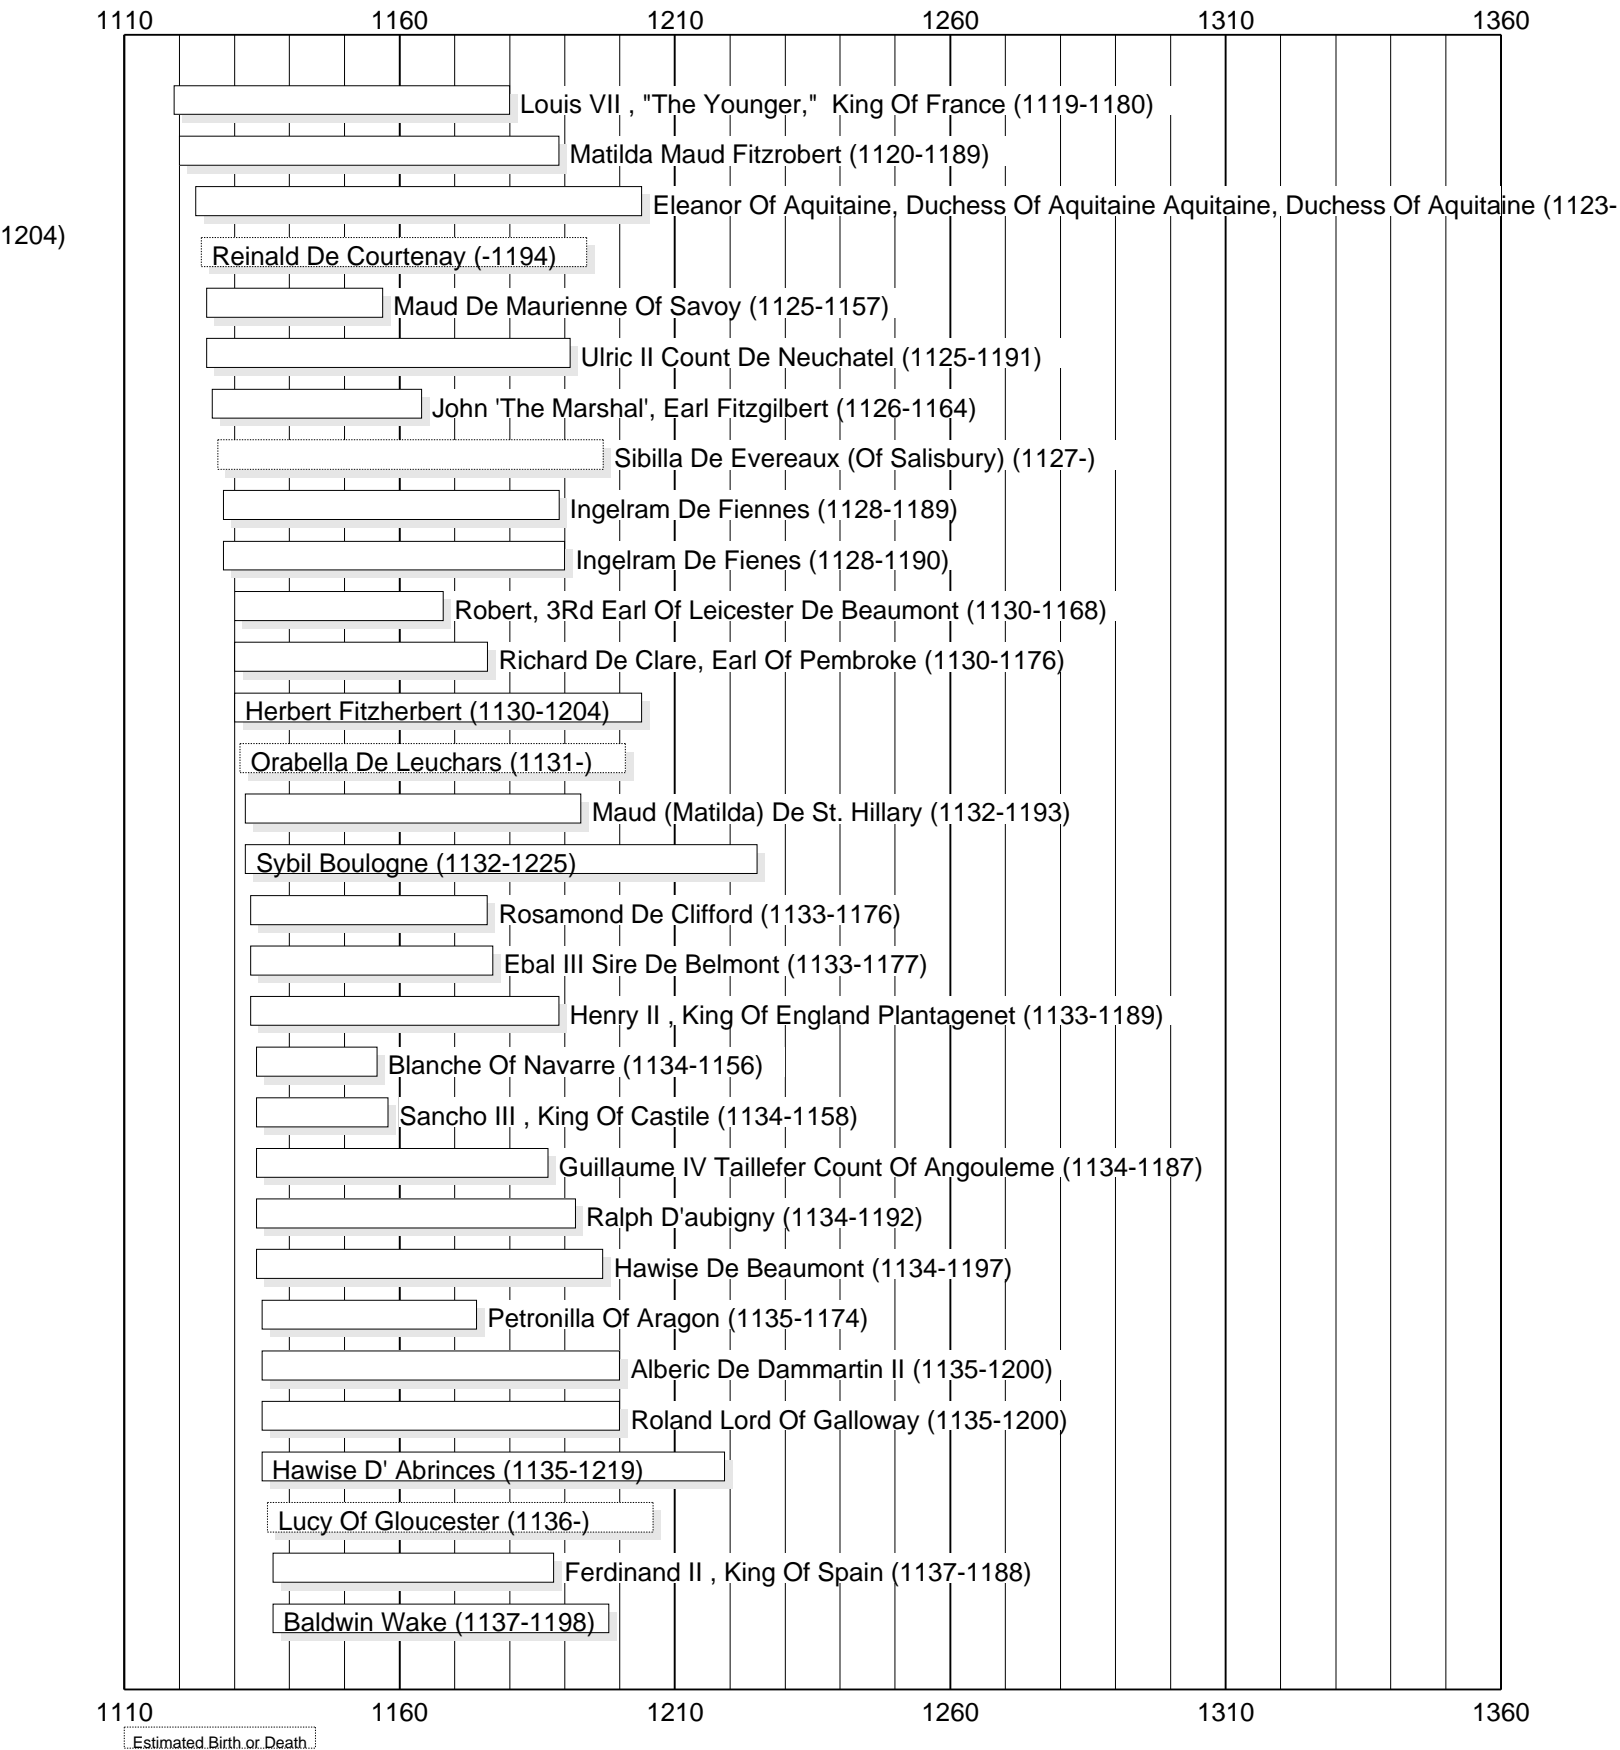 1110 1160 1210 1260 1310 1360
Louis VII , "The Younger,"  King Of France (1119-1180)
Matilda Maud Fitzrobert (1120-1189)
Eleanor Of Aquitaine, Duchess Of Aquitaine Aquitaine, Duchess Of Aquitaine (1123-
1204)
Reinald De Courtenay (-1194)
Maud De Maurienne Of Savoy (1125-1157)
Ulric II Count De Neuchatel (1125-1191)
John 'The Marshal', Earl Fitzgilbert (1126-1164)
Sibilla De Evereaux (Of Salisbury) (1127-)
Ingelram De Fiennes (1128-1189)
Ingelram De Fienes (1128-1190)
Robert, 3Rd Earl Of Leicester De Beaumont (1130-1168)
Richard De Clare, Earl Of Pembroke (1130-1176)
Herbert Fitzherbert (1130-1204)
Orabella De Leuchars (1131-)
Maud (Matilda) De St. Hillary (1132-1193)
Sybil Boulogne (1132-1225)
Rosamond De Clifford (1133-1176)
Ebal III Sire De Belmont (1133-1177)
Henry II , King Of England Plantagenet (1133-1189)
Blanche Of Navarre (1134-1156)
Sancho III , King Of Castile (1134-1158)
Guillaume IV Taillefer Count Of Angouleme (1134-1187)
Ralph D'aubigny (1134-1192)
Hawise De Beaumont (1134-1197)
Petronilla Of Aragon (1135-1174)
Alberic De Dammartin II (1135-1200)
Roland Lord Of Galloway (1135-1200)
Hawise D' Abrinces (1135-1219)
Lucy Of Gloucester (1136-)
Ferdinand II , King Of Spain (1137-1188)
Baldwin Wake (1137-1198)
1110 1160 1210 1260 1310 1360
Estimated Birth or Death